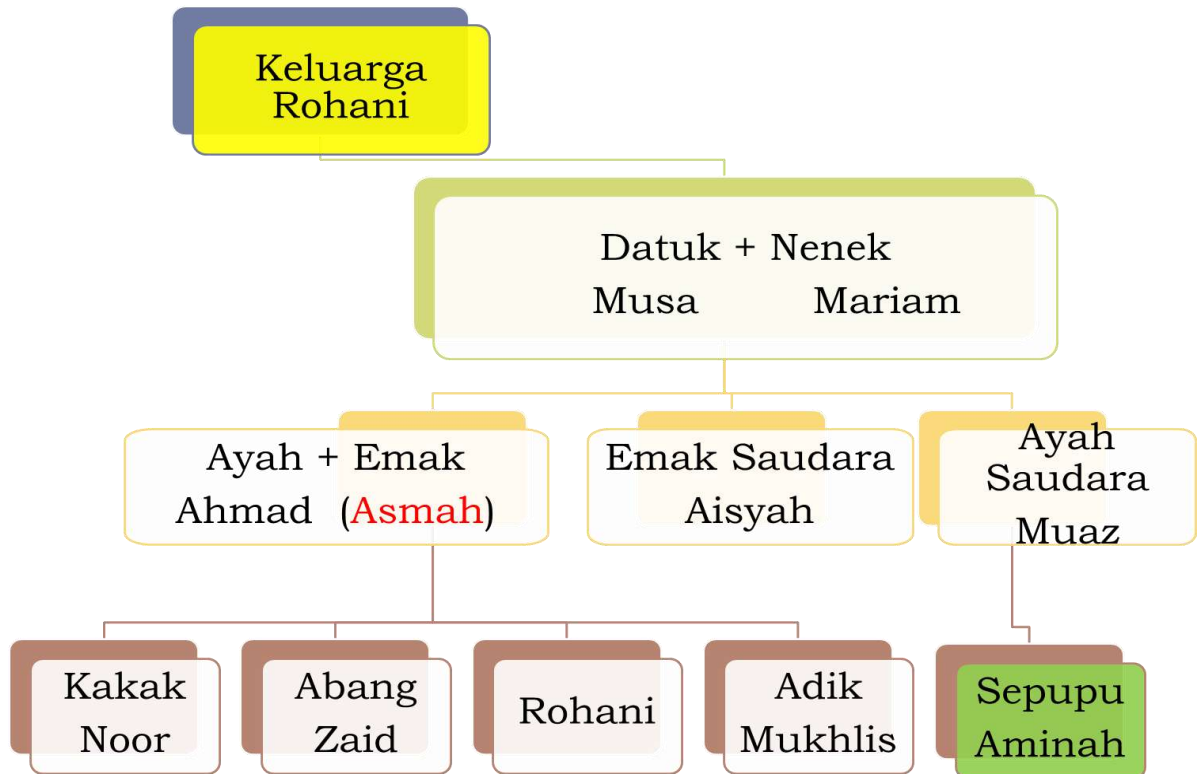 Keluarga
Rohani
Datuk + Nenek
Musa Mariam
Ayah + Emak
Ahmad (Asmah)
Emak Saudara
Aisyah
Ayah
Saudara
Muaz
Kakak
Noor
Abang
Zaid
Rohani
Adik
Mukhlis
Sepupu
Aminah